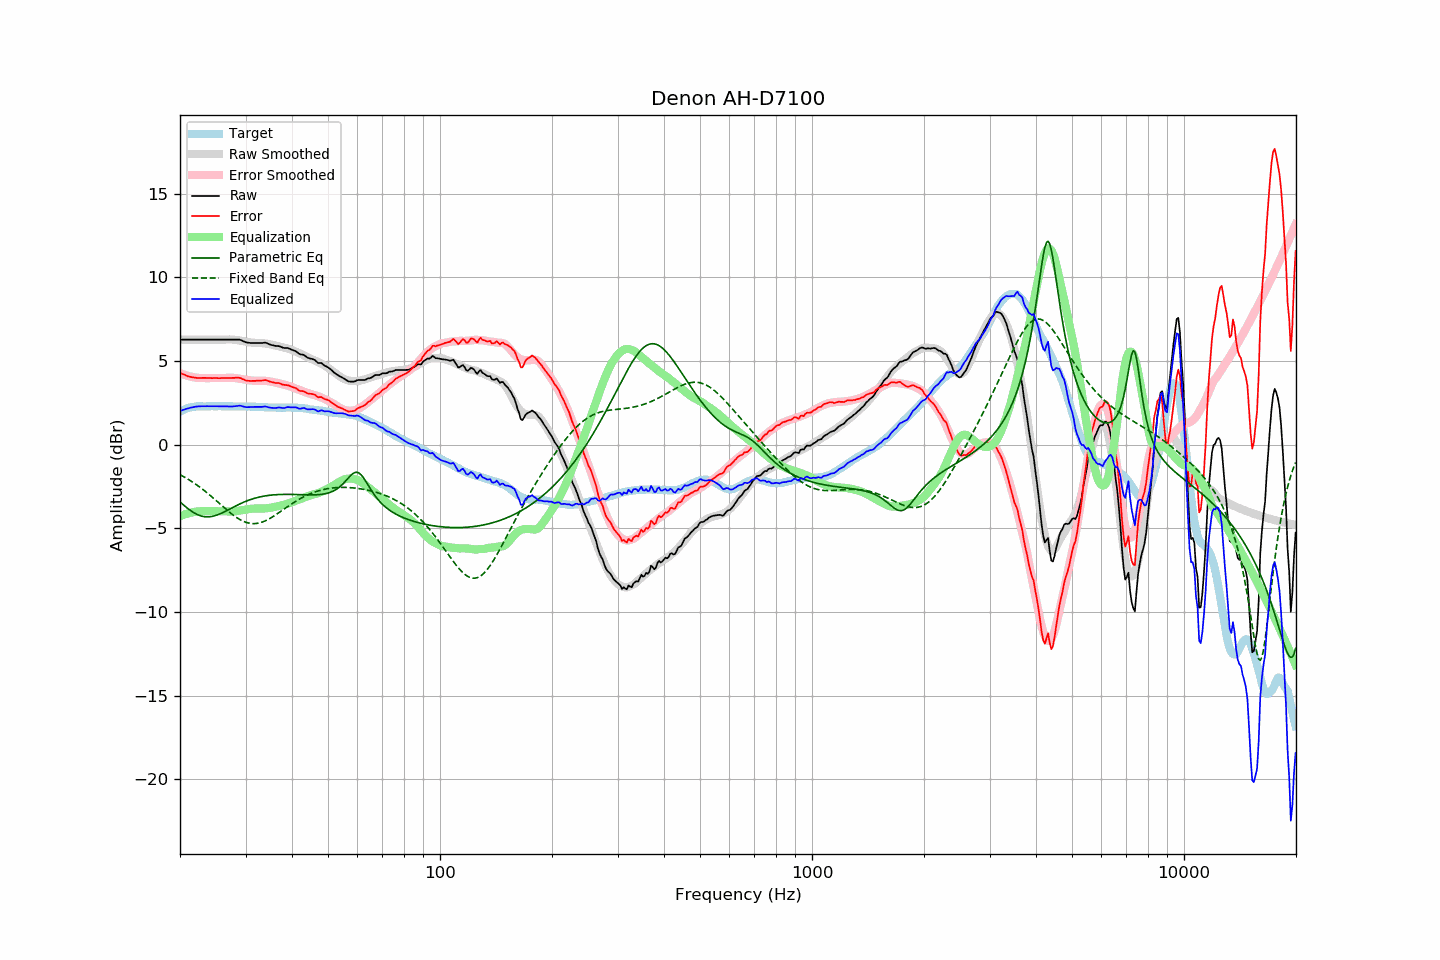 Denon AH-D7100
Target
Raw Smoothed
Error Smoothed
Raw
Error
Equalization
Parametric Eq
Fixed Band Eq
Equalized
15
10
5
0
−5
−10
−15
−20
Amplitude (dBr)
100
1000
10000
Frequency (Hz)